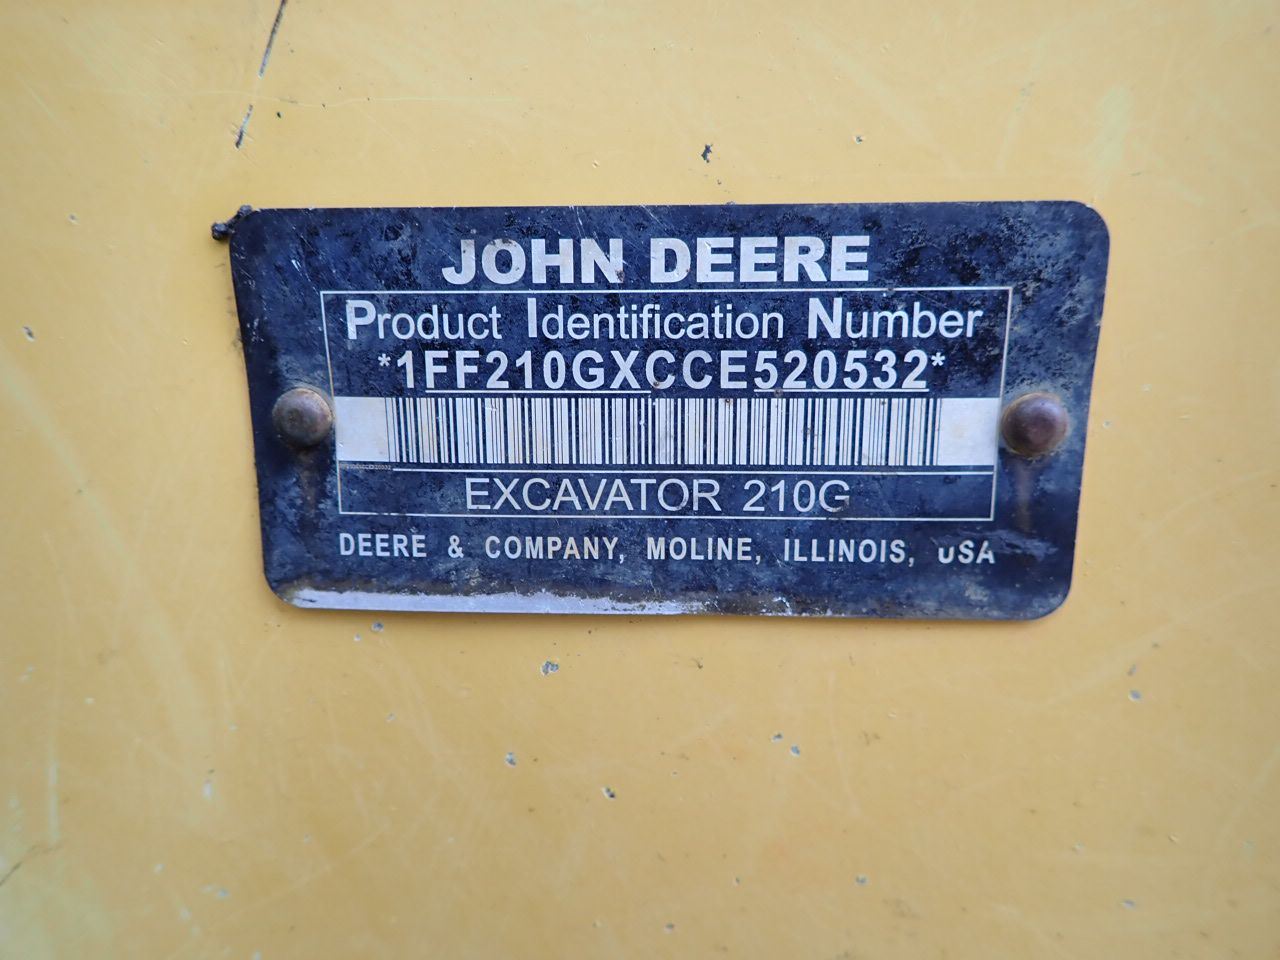 JOHN DEERE
Product Identification Number
*1FF210GXCCE520532*
EXCAVATOR 210G
DEERE & COMPANY, MOLINE, ILLINOIS, USA